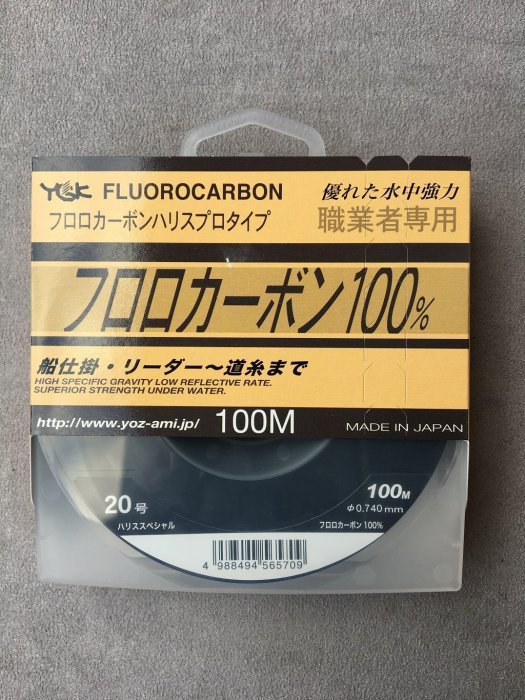 YGK FLUOROCARBON
優れた水中強力
フロロカーボンハリスプロタイプ
職業者専用
フロロカーボン100%
船仕掛・リーダー～道糸まで
HIGH SPECIFIC GRAVITY LOW REFLECTIVE RATE.
SUPERIOR STRENGTH UNDER WATER.
http://www.yoz-ami.jp/
100M
MADE IN JAPAN
20号
100M
φ0.740mm
ハリススペシャル
フロロカーボン100%
4 988494 565709